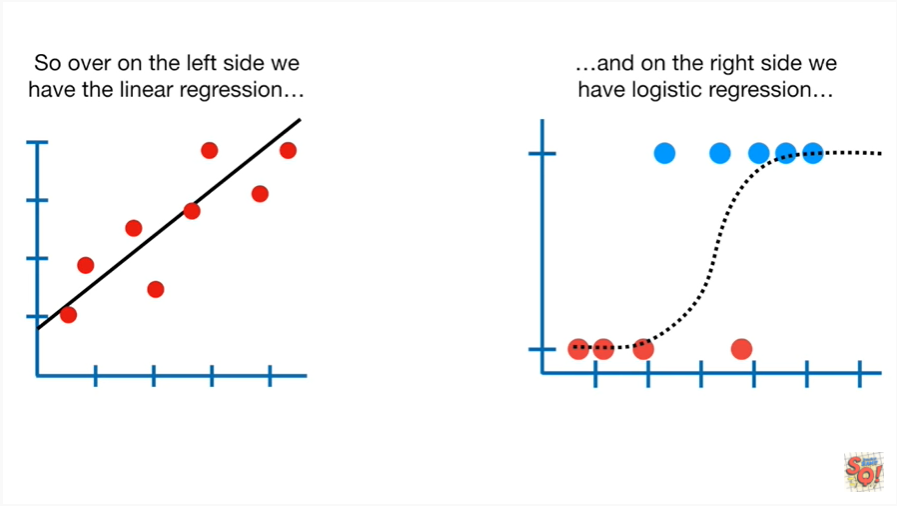 So over on the left side we
have the linear regression…
…and on the right side we
have logistic regression…
SQ!